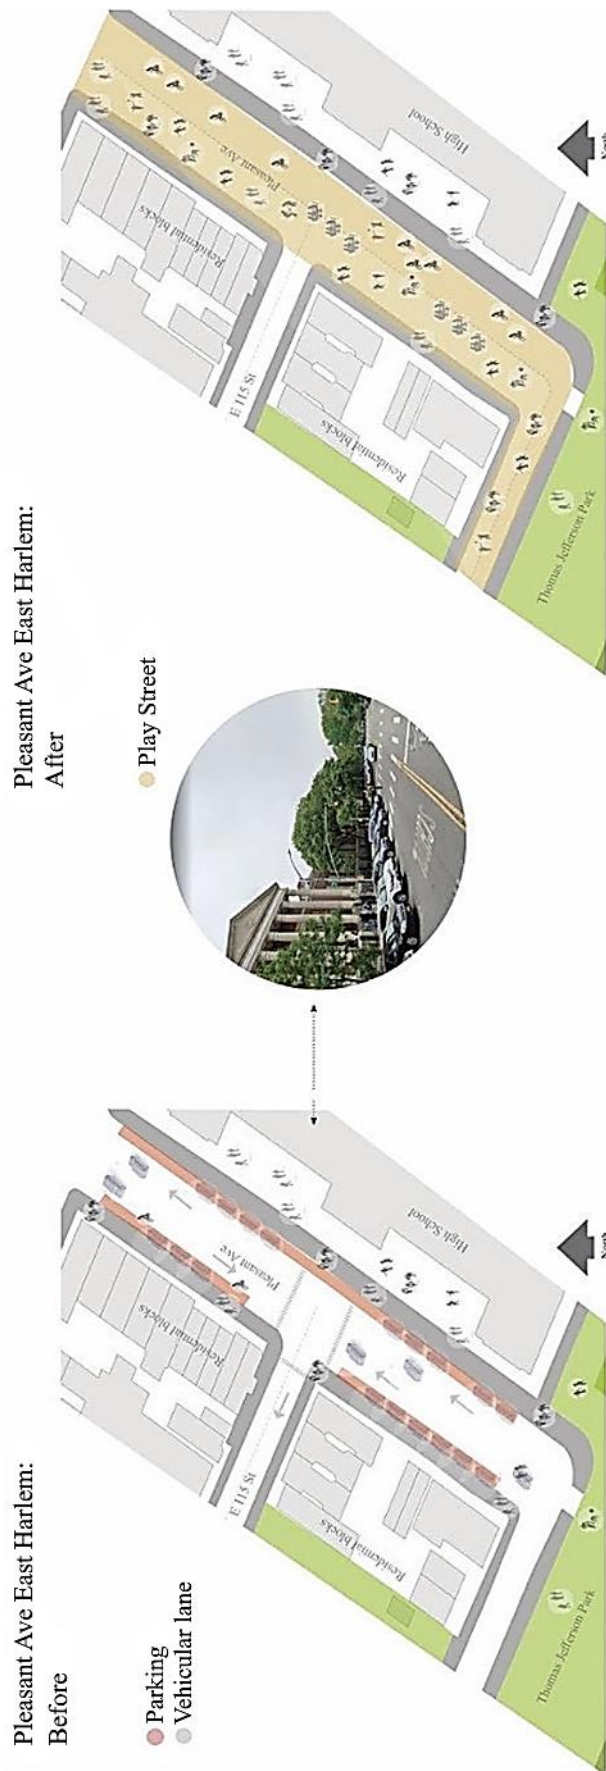 Pleasant Ave East Harlem:
Before
Parking
Vehicular lane
Residential blocks
Pleasant Ave
High School
E 115 St
Residential blocks
Thomas Jefferson Park
North
Pleasant Ave East Harlem:
After
Play Street
Residential blocks
Pleasant Ave
High School
E 115 St
Residential blocks
Thomas Jefferson Park
North